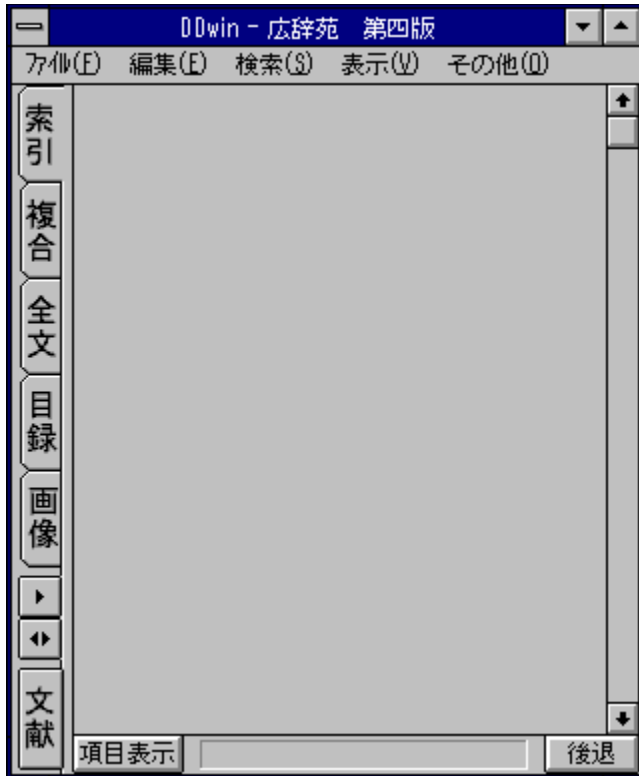 DDwin - 広辞苑　第四版
ﾌｧｲﾙ(F) 編集(E) 検索(S) 表示(V) その他(O)
索引
複合
全文
目録
画像
文献
項目表示 後退